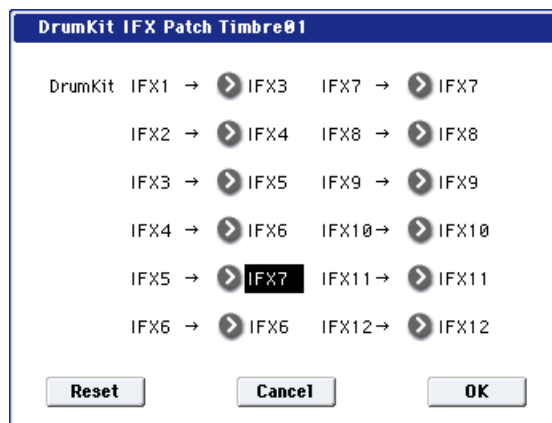 DrumKit IFX Patch Timbre01
DrumKit IFX1 → IFX3 IFX7 → IFX7
IFX2 → IFX4 IFX8 → IFX8
IFX3 → IFX5 IFX9 → IFX9
IFX4 → IFX6 IFX10→ IFX10
IFX5 → IFX7 IFX11→ IFX11
IFX6 → IFX6 IFX12→ IFX12
Reset Cancel OK